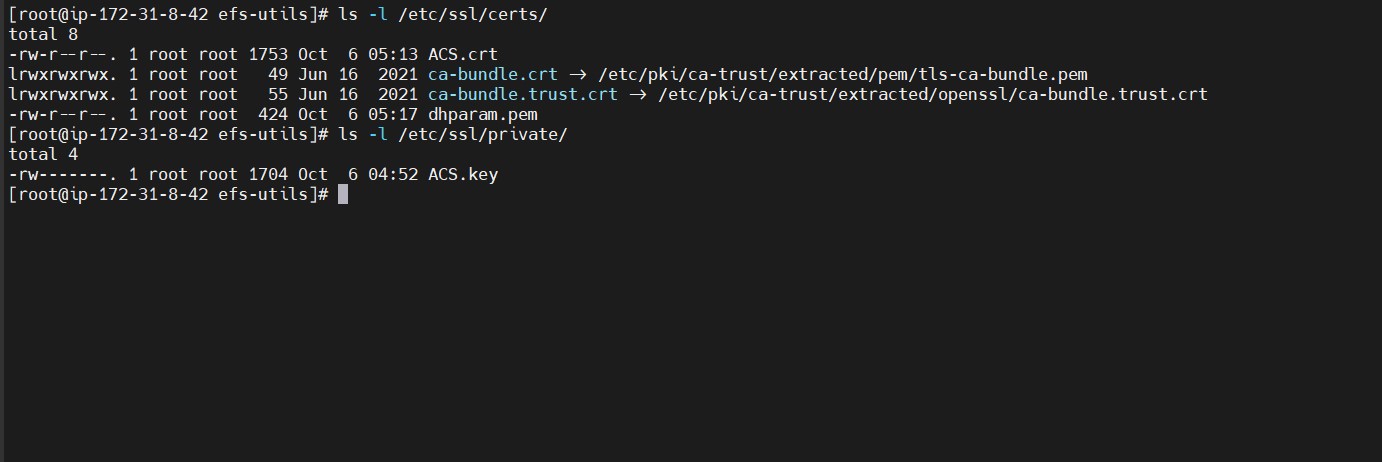 [root@ip-172-31-8-42 efs-utils]# ls -l /etc/ssl/certs/
total 8
-rw-r--r--. 1 root root 1753 Oct  6 05:13 ACS.crt
lrwxrwxrwx. 1 root root   49 Jun 16  2021 ca-bundle.crt -> /etc/pki/ca-trust/extracted/pem/tls-ca-bundle.pem
lrwxrwxrwx. 1 root root   55 Jun 16  2021 ca-bundle.trust.crt -> /etc/pki/ca-trust/extracted/openssl/ca-bundle.trust.crt
-rw-r--r--. 1 root root  424 Oct  6 05:17 dhparam.pem
[root@ip-172-31-8-42 efs-utils]# ls -l /etc/ssl/private/
total 4
-rw-------. 1 root root 1704 Oct  6 04:52 ACS.key
[root@ip-172-31-8-42 efs-utils]#